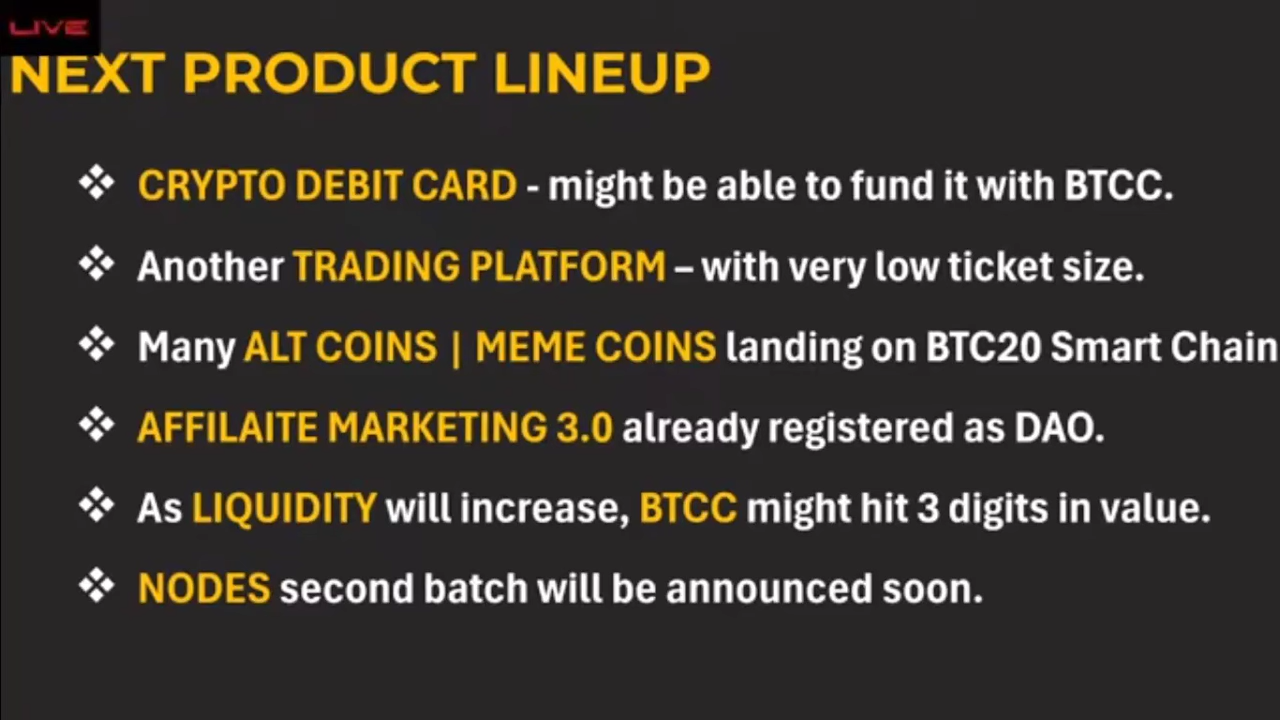 LIVE
NEXT PRODUCT LINEUP
❖ CRYPTO DEBIT CARD - might be able to fund it with BTCC.
❖ Another TRADING PLATFORM – with very low ticket size.
❖ Many ALT COINS | MEME COINS landing on BTC20 Smart Chain
❖ AFFILAITE MARKETING 3.0 already registered as DAO.
❖ As LIQUIDITY will increase, BTCC might hit 3 digits in value.
❖ NODES second batch will be announced soon.